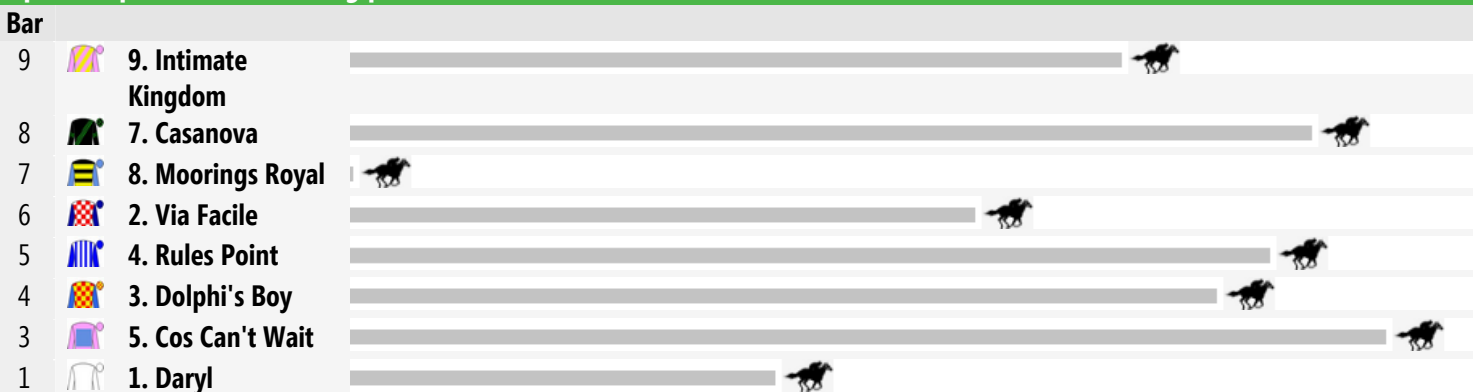 Bar
9 9. Intimate
Kingdom
8 7. Casanova
7 8. Moorings Royal
6 2. Via Facile
5 4. Rules Point
4 3. Dolphi's Boy
3 5. Cos Can't Wait
1 1. Daryl